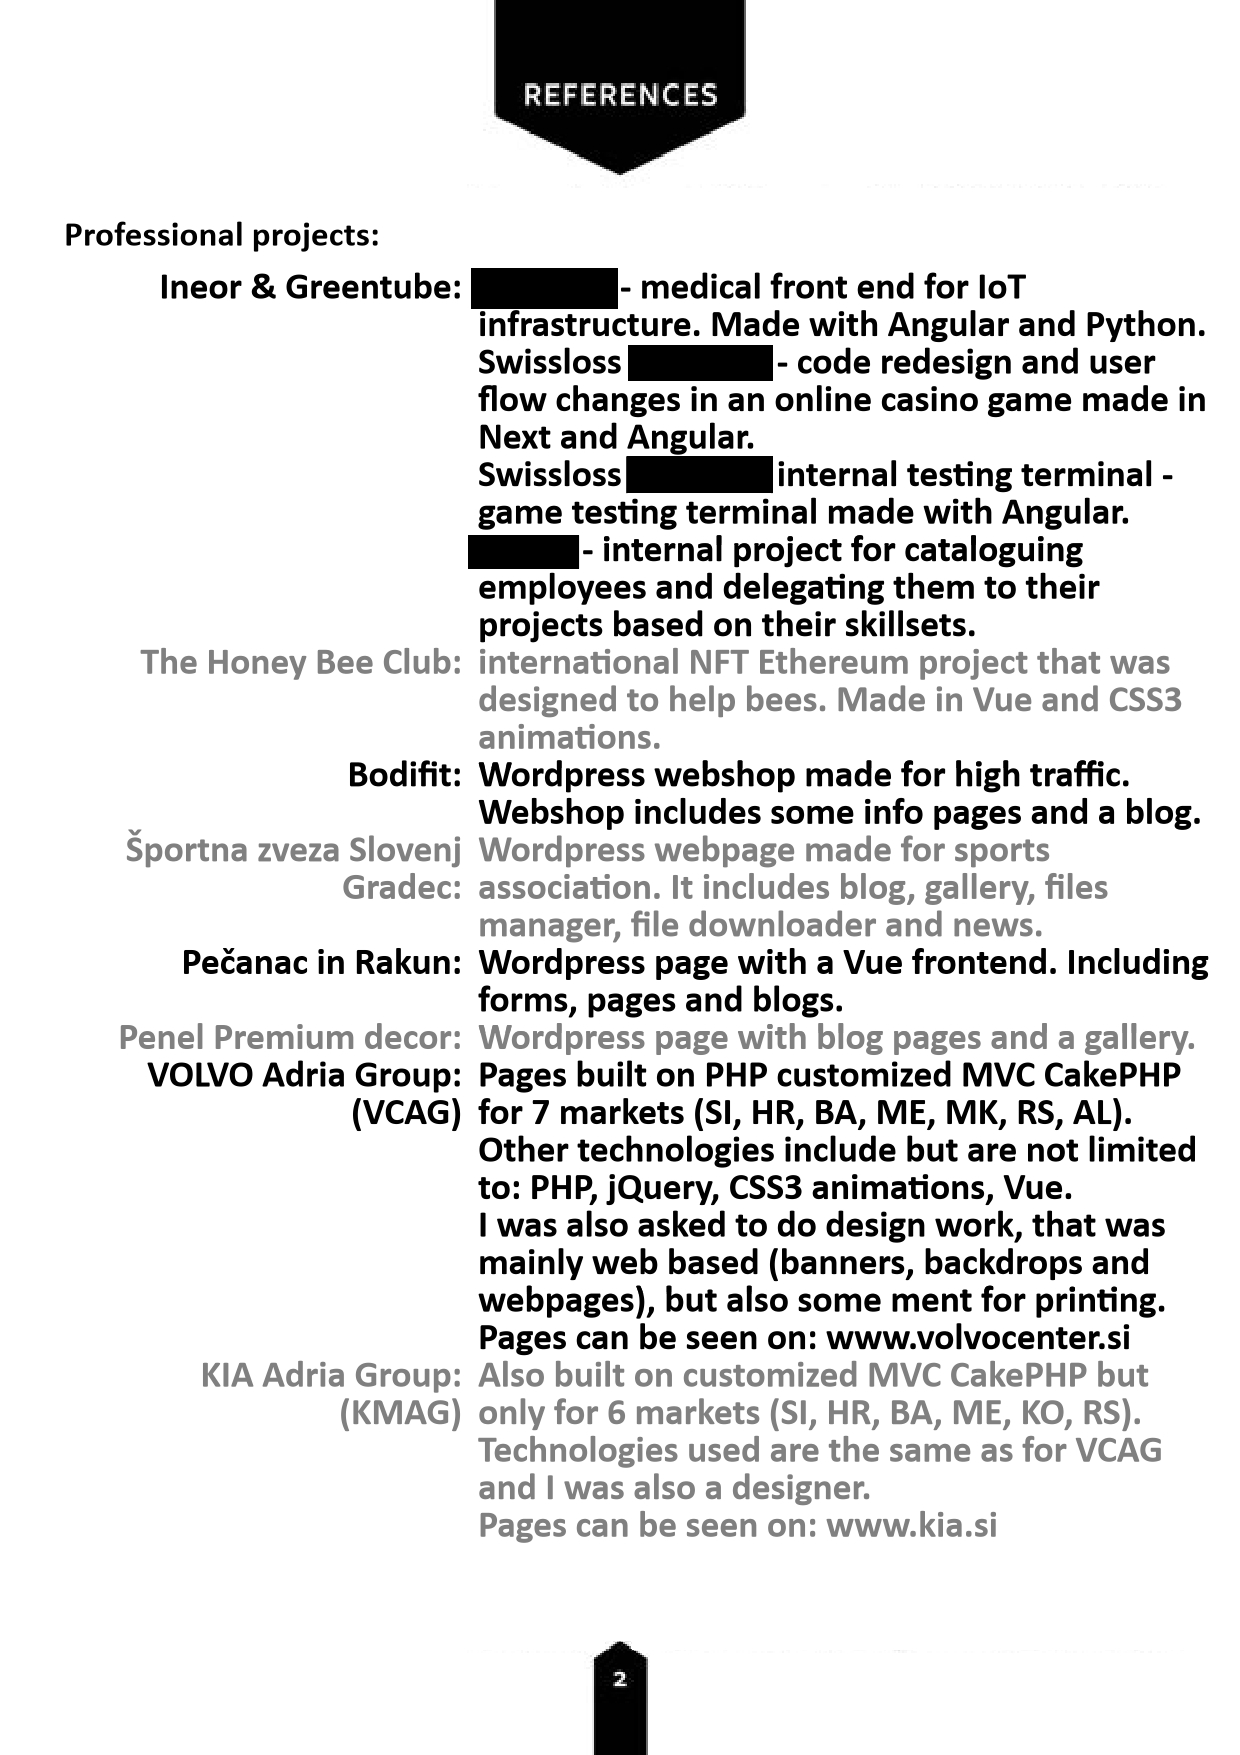 REFERENCES
Professional projects:
Ineor & Greentube: - medical front end for IoT
infrastructure. Made with Angular and Python.
Swissloss - code redesign and user
flow changes in an online casino game made in
Next and Angular.
Swissloss internal testing terminal -
game testing terminal made with Angular.
- internal project for cataloguing
employees and delegating them to their
projects based on their skillsets.
The Honey Bee Club: international NFT Ethereum project that was
designed to help bees. Made in Vue and CSS3
animations.
Bodifit: Wordpress webshop made for high traffic.
Webshop includes some info pages and a blog.
Športna zveza Slovenj Wordpress webpage made for sports
Gradec: association. It includes blog, gallery, files
manager, file downloader and news.
Pečanac in Rakun: Wordpress page with a Vue frontend. Including
forms, pages and blogs.
Penel Premium decor: Wordpress page with blog pages and a gallery.
VOLVO Adria Group: Pages built on PHP customized MVC CakePHP
(VCAG) for 7 markets (SI, HR, BA, ME, MK, RS, AL).
Other technologies include but are not limited
to: PHP, jQuery, CSS3 animations, Vue.
I was also asked to do design work, that was
mainly web based (banners, backdrops and
webpages), but also some ment for printing.
Pages can be seen on: www.volvocenter.si
KIA Adria Group: Also built on customized MVC CakePHP but
(KMAG) only for 6 markets (SI, HR, BA, ME, KO, RS).
Technologies used are the same as for VCAG
and I was also a designer.
Pages can be seen on: www.kia.si
2